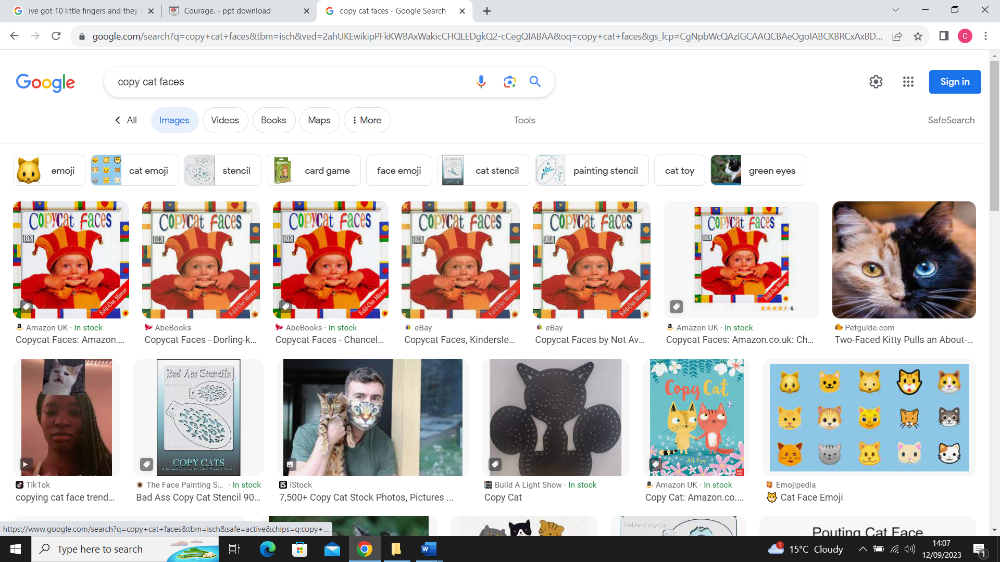 ive got 10 little fingers and they a
Courage. - ppt download
copy cat faces - Google Search
google.com/search?q=copy+cat+faces&tbm=isch&ved=2ahUKEwikipPFkKWBAxWakicCHQLEDgkQ2-cCegQIABAA&oq=copy+cat+faces&gs_lcp=CgNpbWcQAzIGCAAQCBAeOgoIABCKBRCxAxBD...
C
Google
copy cat faces
Sign in
All
Images
Videos
Books
Maps
More
Tools
SafeSearch
emoji
cat emoji
stencil
card game
face emoji
cat stencil
painting stencil
cat toy
green eyes
COPYCAT FACES
DK
Fold-Out Mirror
COPYCAT FACES
DK
Fold-Out Mirror
COPYCAT FACES
DK
Fold-Out Mirror
COPYCAT FACES
DK
Fold-Out Mirror
COPYCAT FACES
DK
Fold-Out Mirror
COPYCAT FACES
DK
Fold-Out Mirror
6
Amazon UK · In stock
Copycat Faces: Amazon....
AbeBooks
Copycat Faces - Dorling-k...
AbeBooks · In stock
Copycat Faces - Chancel...
eBay
Copycat Faces, Kindersle...
eBay
Copycat Faces by Not Av...
Amazon UK · In stock
Copycat Faces: Amazon.co.uk: Ch...
Petguide.com
Two-Faced Kitty Pulls an About-...
Bad Ass Stencils
COPY CATS
A MEMBER OF THE BAD ASS STENCIL FAMILY
Copy Cat
Ali Pye
TikTok
copying cat face trend...
The Face Painting S... · In stock
Bad Ass Copy Cat Stencil 90...
iStock
7,500+ Copy Cat Stock Photos, Pictures ...
Build A Light Show · In stock
Copy Cat
Amazon UK · In stock
Copy Cat: Amazon.co....
Emojipedia
Cat Face Emoji
Bad Ass Copy Cat
Pouting Cat Face
https://www.google.com/search?q=copy+cat+faces&tbm=isch&safe=active&chips=q:copy+...
Type here to search
1
15°C Cloudy
14:07
12/09/2023
1